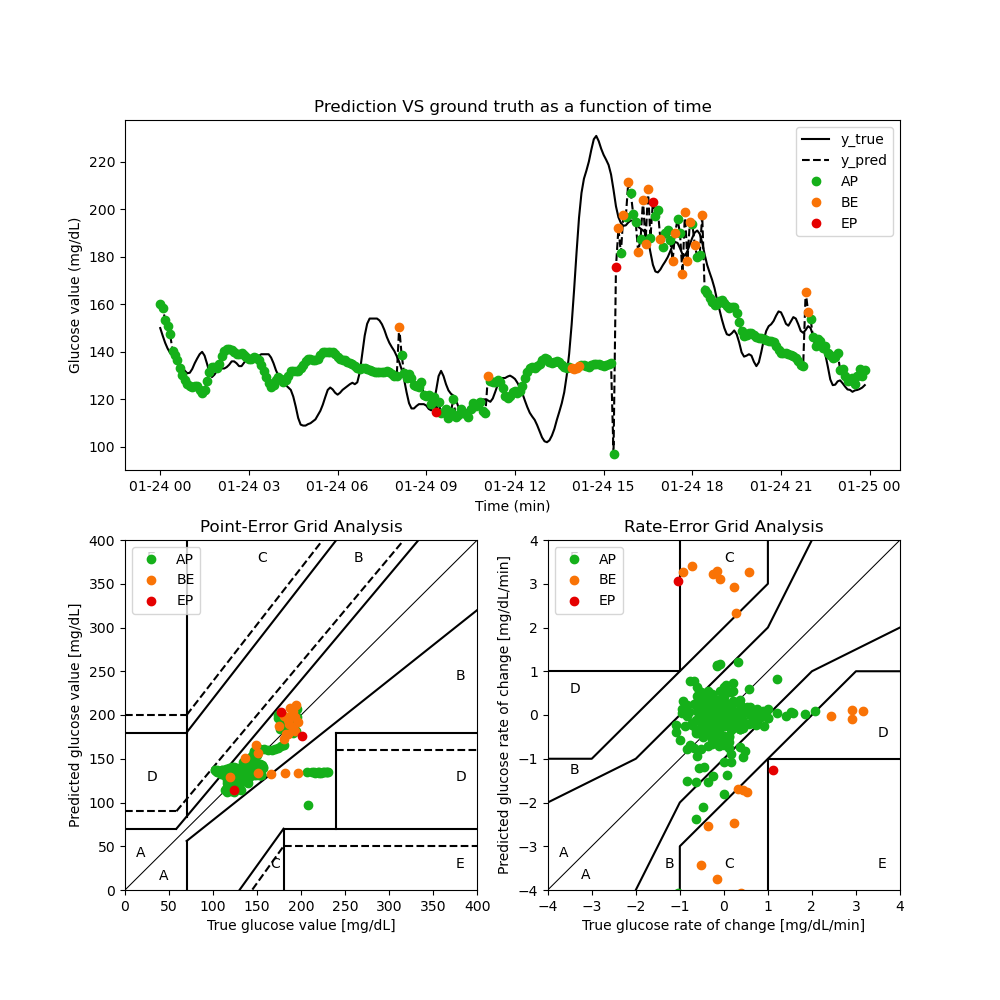 Prediction VS ground truth as a function of time
Glucose value (mg/dL)
220
200
180
160
140
120
100
y_true
y_pred
AP
BE
EP
01-24 00 01-24 03 01-24 06 01-24 09 01-24 12 01-24 15 01-24 18 01-24 21 01-25 00
Time (min)
Point-Error Grid Analysis
Predicted glucose value [mg/dL]
400
350
300
250
200
150
100
50
0
AP
BE
EP
C
B
B
D
D
A
A
C
E
0 50 100 150 200 250 300 350 400
True glucose value [mg/dL]
Rate-Error Grid Analysis
Predicted glucose rate of change [mg/dL/min]
4
3
2
1
0
−1
−2
−3
−4
AP
BE
EP
C
D
D
B
A
A
B
C
E
−4 −3 −2 −1 0 1 2 3 4
True glucose rate of change [mg/dL/min]